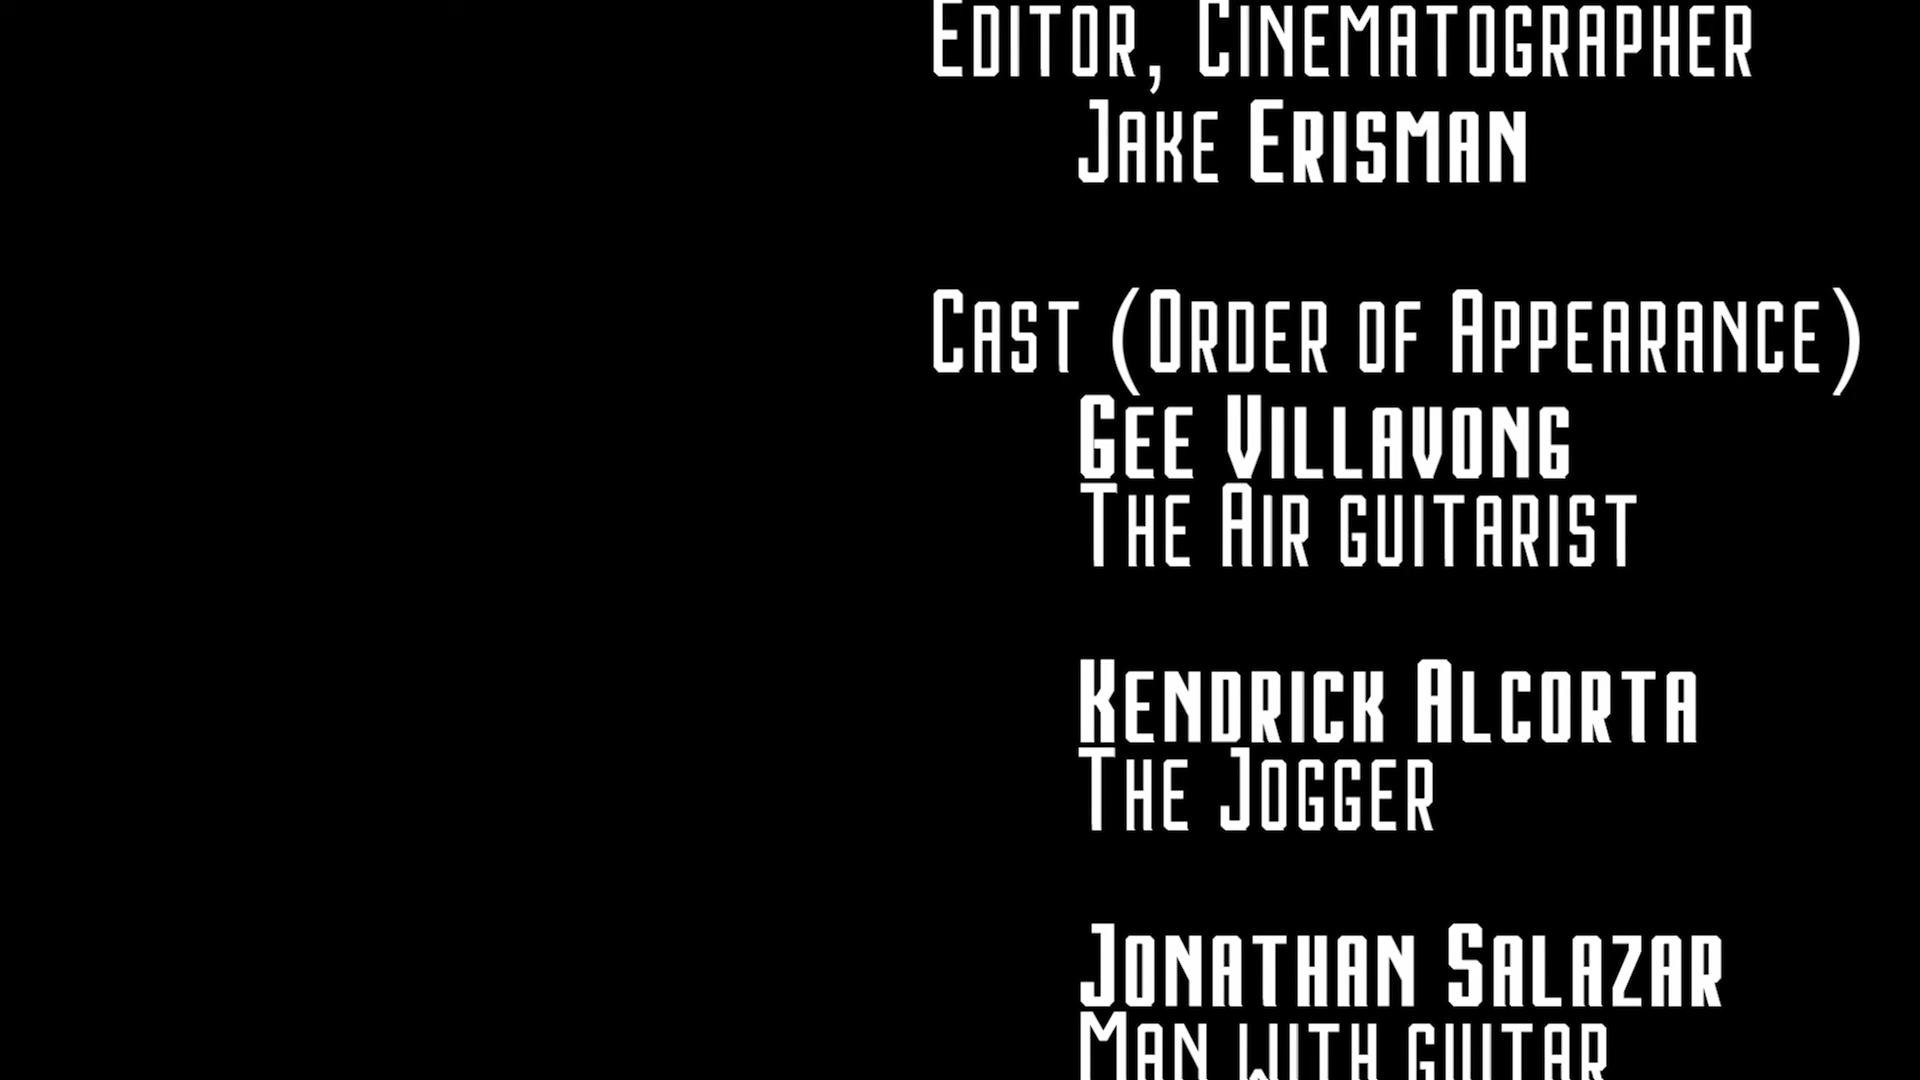 Editor, Cinematographer
Jake Erisman
Cast (Order of Appearance)
Gee Villavong
The Air guitarist
Kendrick Alcorta
The Jogger
Jonathan Salazar
Man with guitar